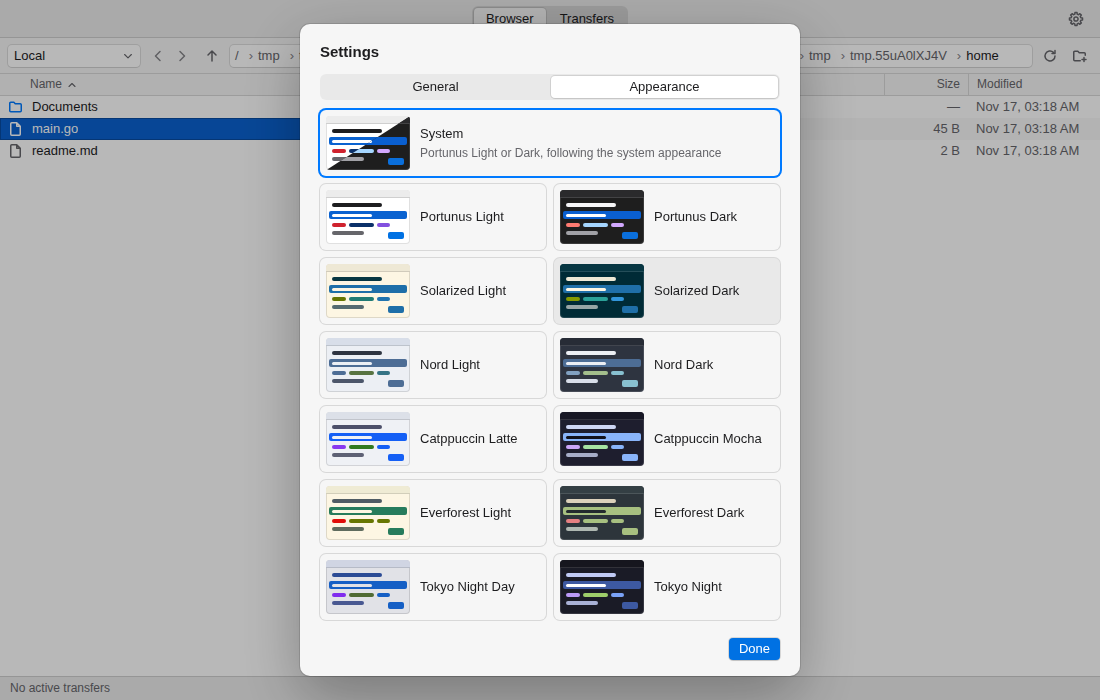 Browser Transfers
Local / › tmp › › tmp › tmp.55uA0lXJ4V › home
Name Size Modified
Documents — Nov 17, 03:18 AM
main.go 45 B Nov 17, 03:18 AM
readme.md 2 B Nov 17, 03:18 AM
Settings
General Appearance
System
Portunus Light or Dark, following the system appearance
Portunus Light Portunus Dark
Solarized Light Solarized Dark
Nord Light Nord Dark
Catppuccin Latte Catppuccin Mocha
Everforest Light Everforest Dark
Tokyo Night Day Tokyo Night
Done
No active transfers